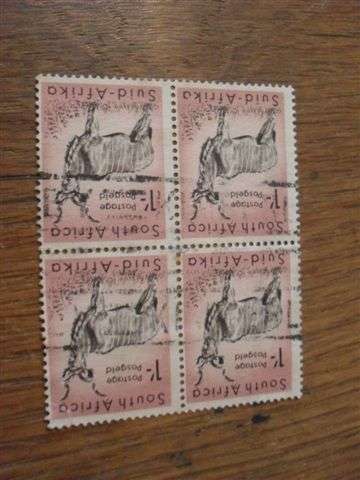 South Africa
1/-
Postage
Posgeld
Suid-Afrika
South Africa
1/-
Postage
Posgeld
Suid-Afrika
South Africa
1/-
Postage
Posgeld
Suid-Afrika
South Africa
1/-
Postage
Posgeld
Suid-Afrika